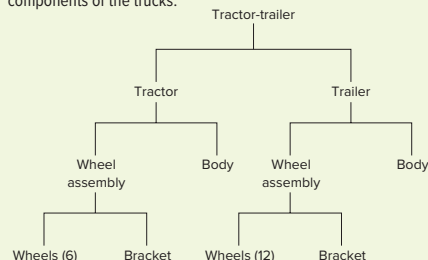 components of the trucks.
Tractor-trailer
Tractor
Trailer
Wheel
assembly
Body
Wheel
assembly
Body
Wheels (6)
Bracket
Wheels (12)
Bracket